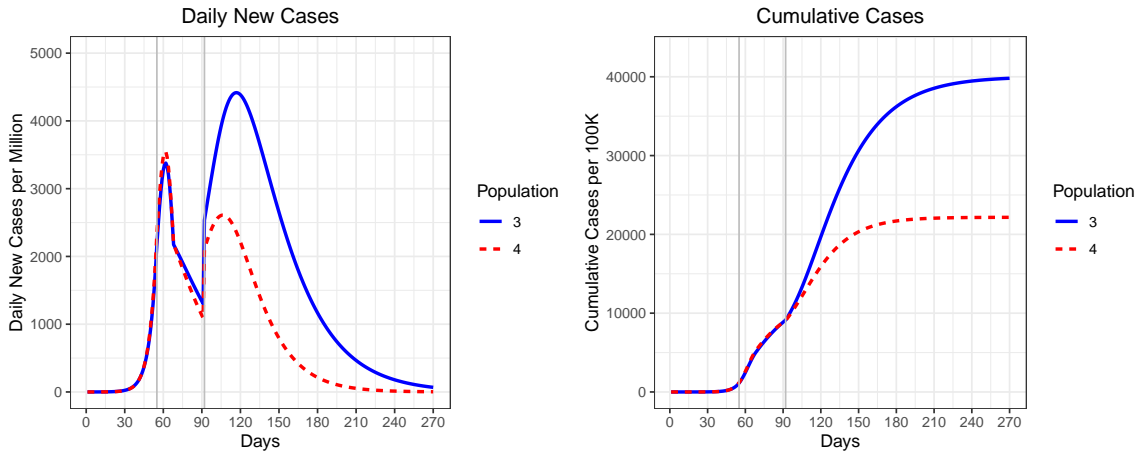 Daily New Cases
Daily New Cases per Million
5000
4000
3000
2000
1000
0
0 30 60 90 120 150 180 210 240 270
Days
Population
3
4
Cumulative Cases
Cumulative Cases per 100K
40000
30000
20000
10000
0
0 30 60 90 120 150 180 210 240 270
Days
Population
3
4